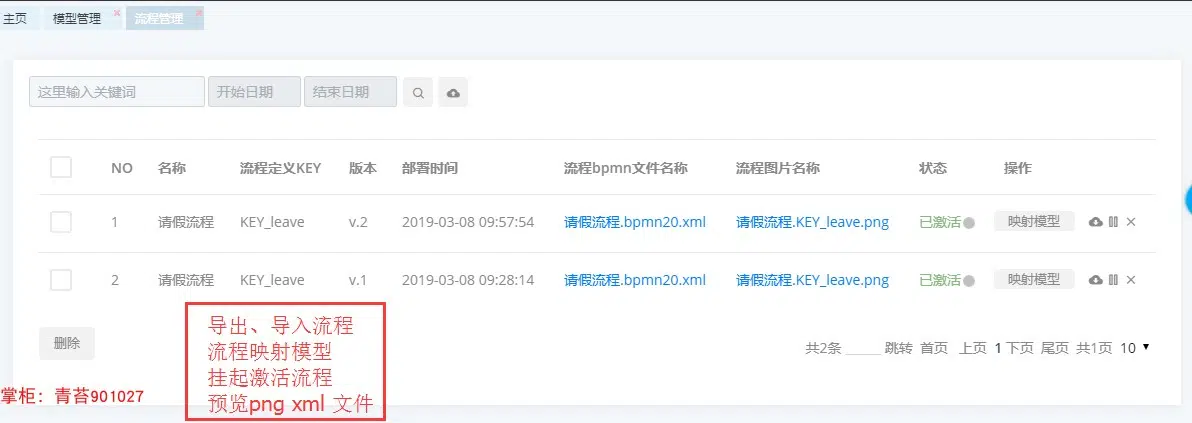 主页 模型管理 流程管理
这里输入关键词 开始日期 结束日期
NO 名称 流程定义KEY 版本 部署时间 流程bpmn文件名称 流程图片名称 状态 操作
1 请假流程 KEY_leave v.2 2019-03-08 09:57:54 请假流程.bpmn20.xml 请假流程.KEY_leave.png 已激活 映射模型
2 请假流程 KEY_leave v.1 2019-03-08 09:28:14 请假流程.bpmn20.xml 请假流程.KEY_leave.png 已激活 映射模型
删除
共2条 跳转 首页 上页 1 下页 尾页 共1页 10
导出、导入流程
流程映射模型
挂起激活流程
预览png xml 文件
掌柜：青苔901027